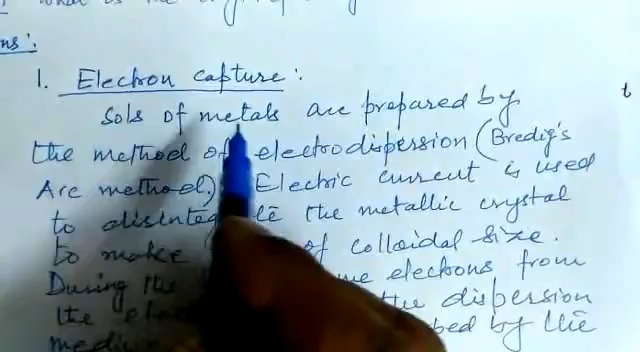 ns:
1. Electron capture:
Sols of metals are prepared by
the method of electrodispersion (Bredig's
Arc method) Electric current is used
to the metallic crystal
to make of colloidal size.
During the me electrons from
the the dispersion
bed by the
t